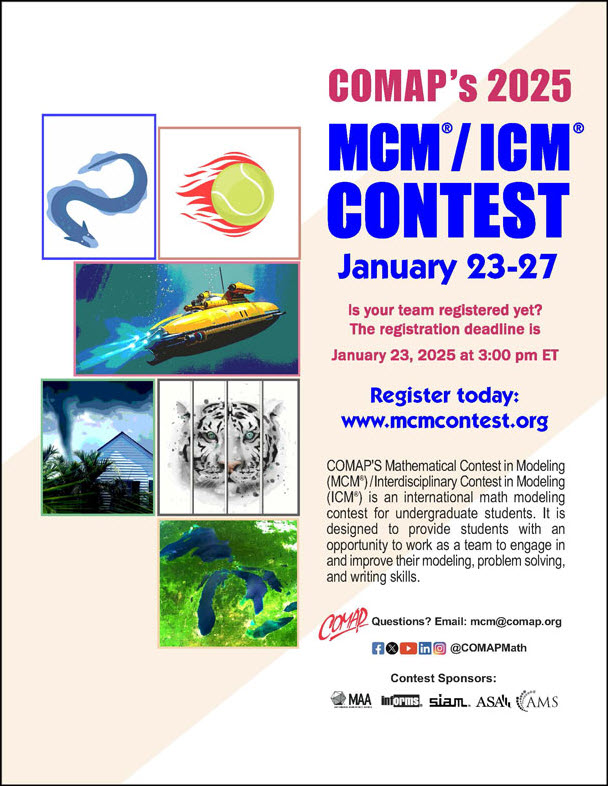 COMAP's 2025
MCM®/ICM®
CONTEST
January 23-27
Is your team registered yet?
The registration deadline is
January 23, 2025 at 3:00 pm ET
Register today:
www.mcmcontest.org
COMAP'S Mathematical Contest in Modeling
(MCM®)/Interdisciplinary Contest in Modeling
(ICM®) is an international math modeling
contest for undergraduate students. It is
designed to provide students with an
opportunity to work as a team to engage in
and improve their modeling, problem solving,
and writing skills.
COMAP
Questions? Email: mcm@comap.org
@COMAPMath
Contest Sponsors:
MAA informs® siam® ASA AMS